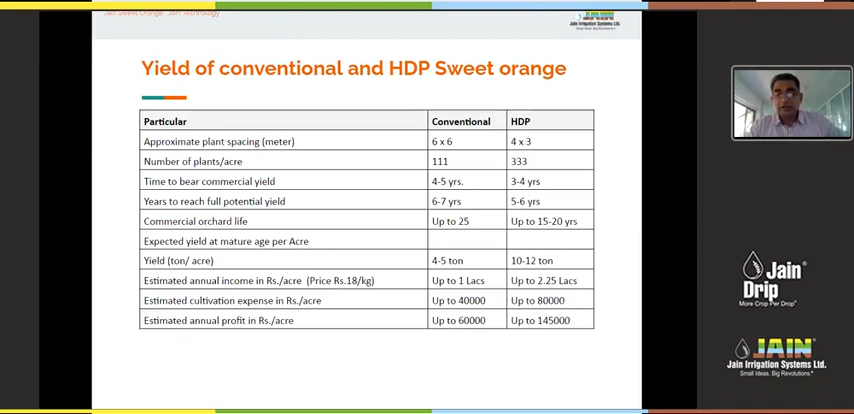 Jain Sweet Orange: Jain Technology
JAIN
Jain Irrigation Systems Ltd.
Small Ideas. Big Revolutions.®
Yield of conventional and HDP Sweet orange
Particular Conventional HDP
Approximate plant spacing (meter) 6 x 6 4 x 3
Number of plants/acre 111 333
Time to bear commercial yield 4-5 yrs. 3-4 yrs
Years to reach full potential yield 6-7 yrs 5-6 yrs
Commercial orchard life Up to 25 Up to 15-20 yrs
Expected yield at mature age per Acre
Yield (ton/ acre) 4-5 ton 10-12 ton
Estimated annual income in Rs./acre (Price Rs.18/kg) Up to 1 Lacs Up to 2.25 Lacs
Estimated cultivation expense in Rs./acre Up to 40000 Up to 80000
Estimated annual profit in Rs./acre Up to 60000 Up to 145000
Jain®
Drip
More Crop Per Drop®
JAIN®
Jain Irrigation Systems Ltd.
Small Ideas. Big Revolutions.®